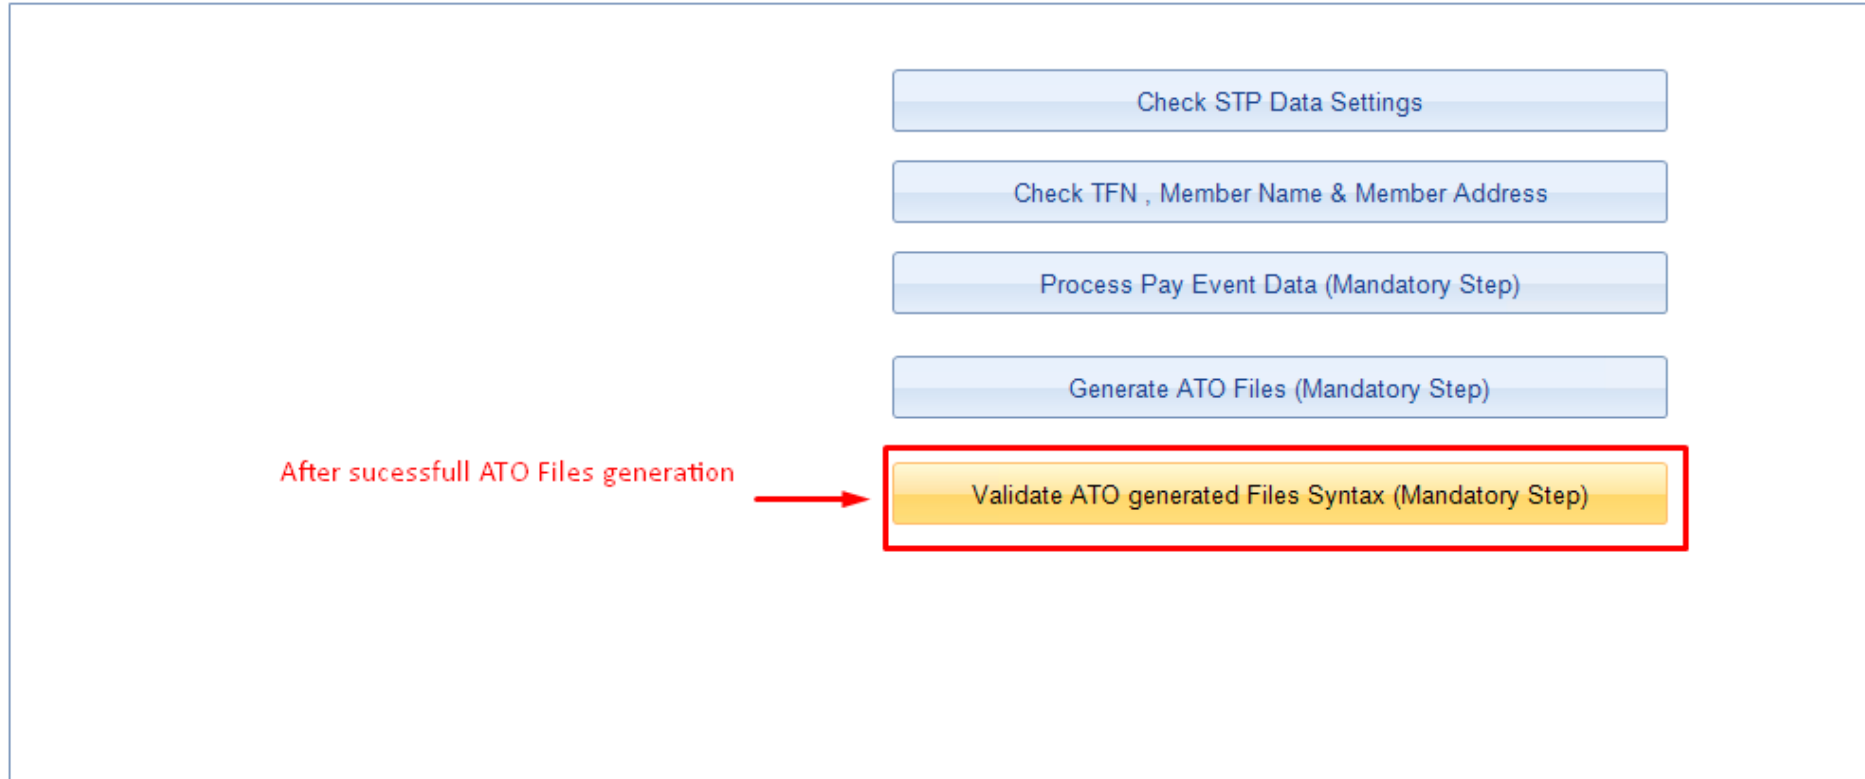 Check STP Data Settings
Check TFN , Member Name & Member Address
Process Pay Event Data (Mandatory Step)
Generate ATO Files (Mandatory Step)
After sucessfull ATO Files generation
Validate ATO generated Files Syntax (Mandatory Step)